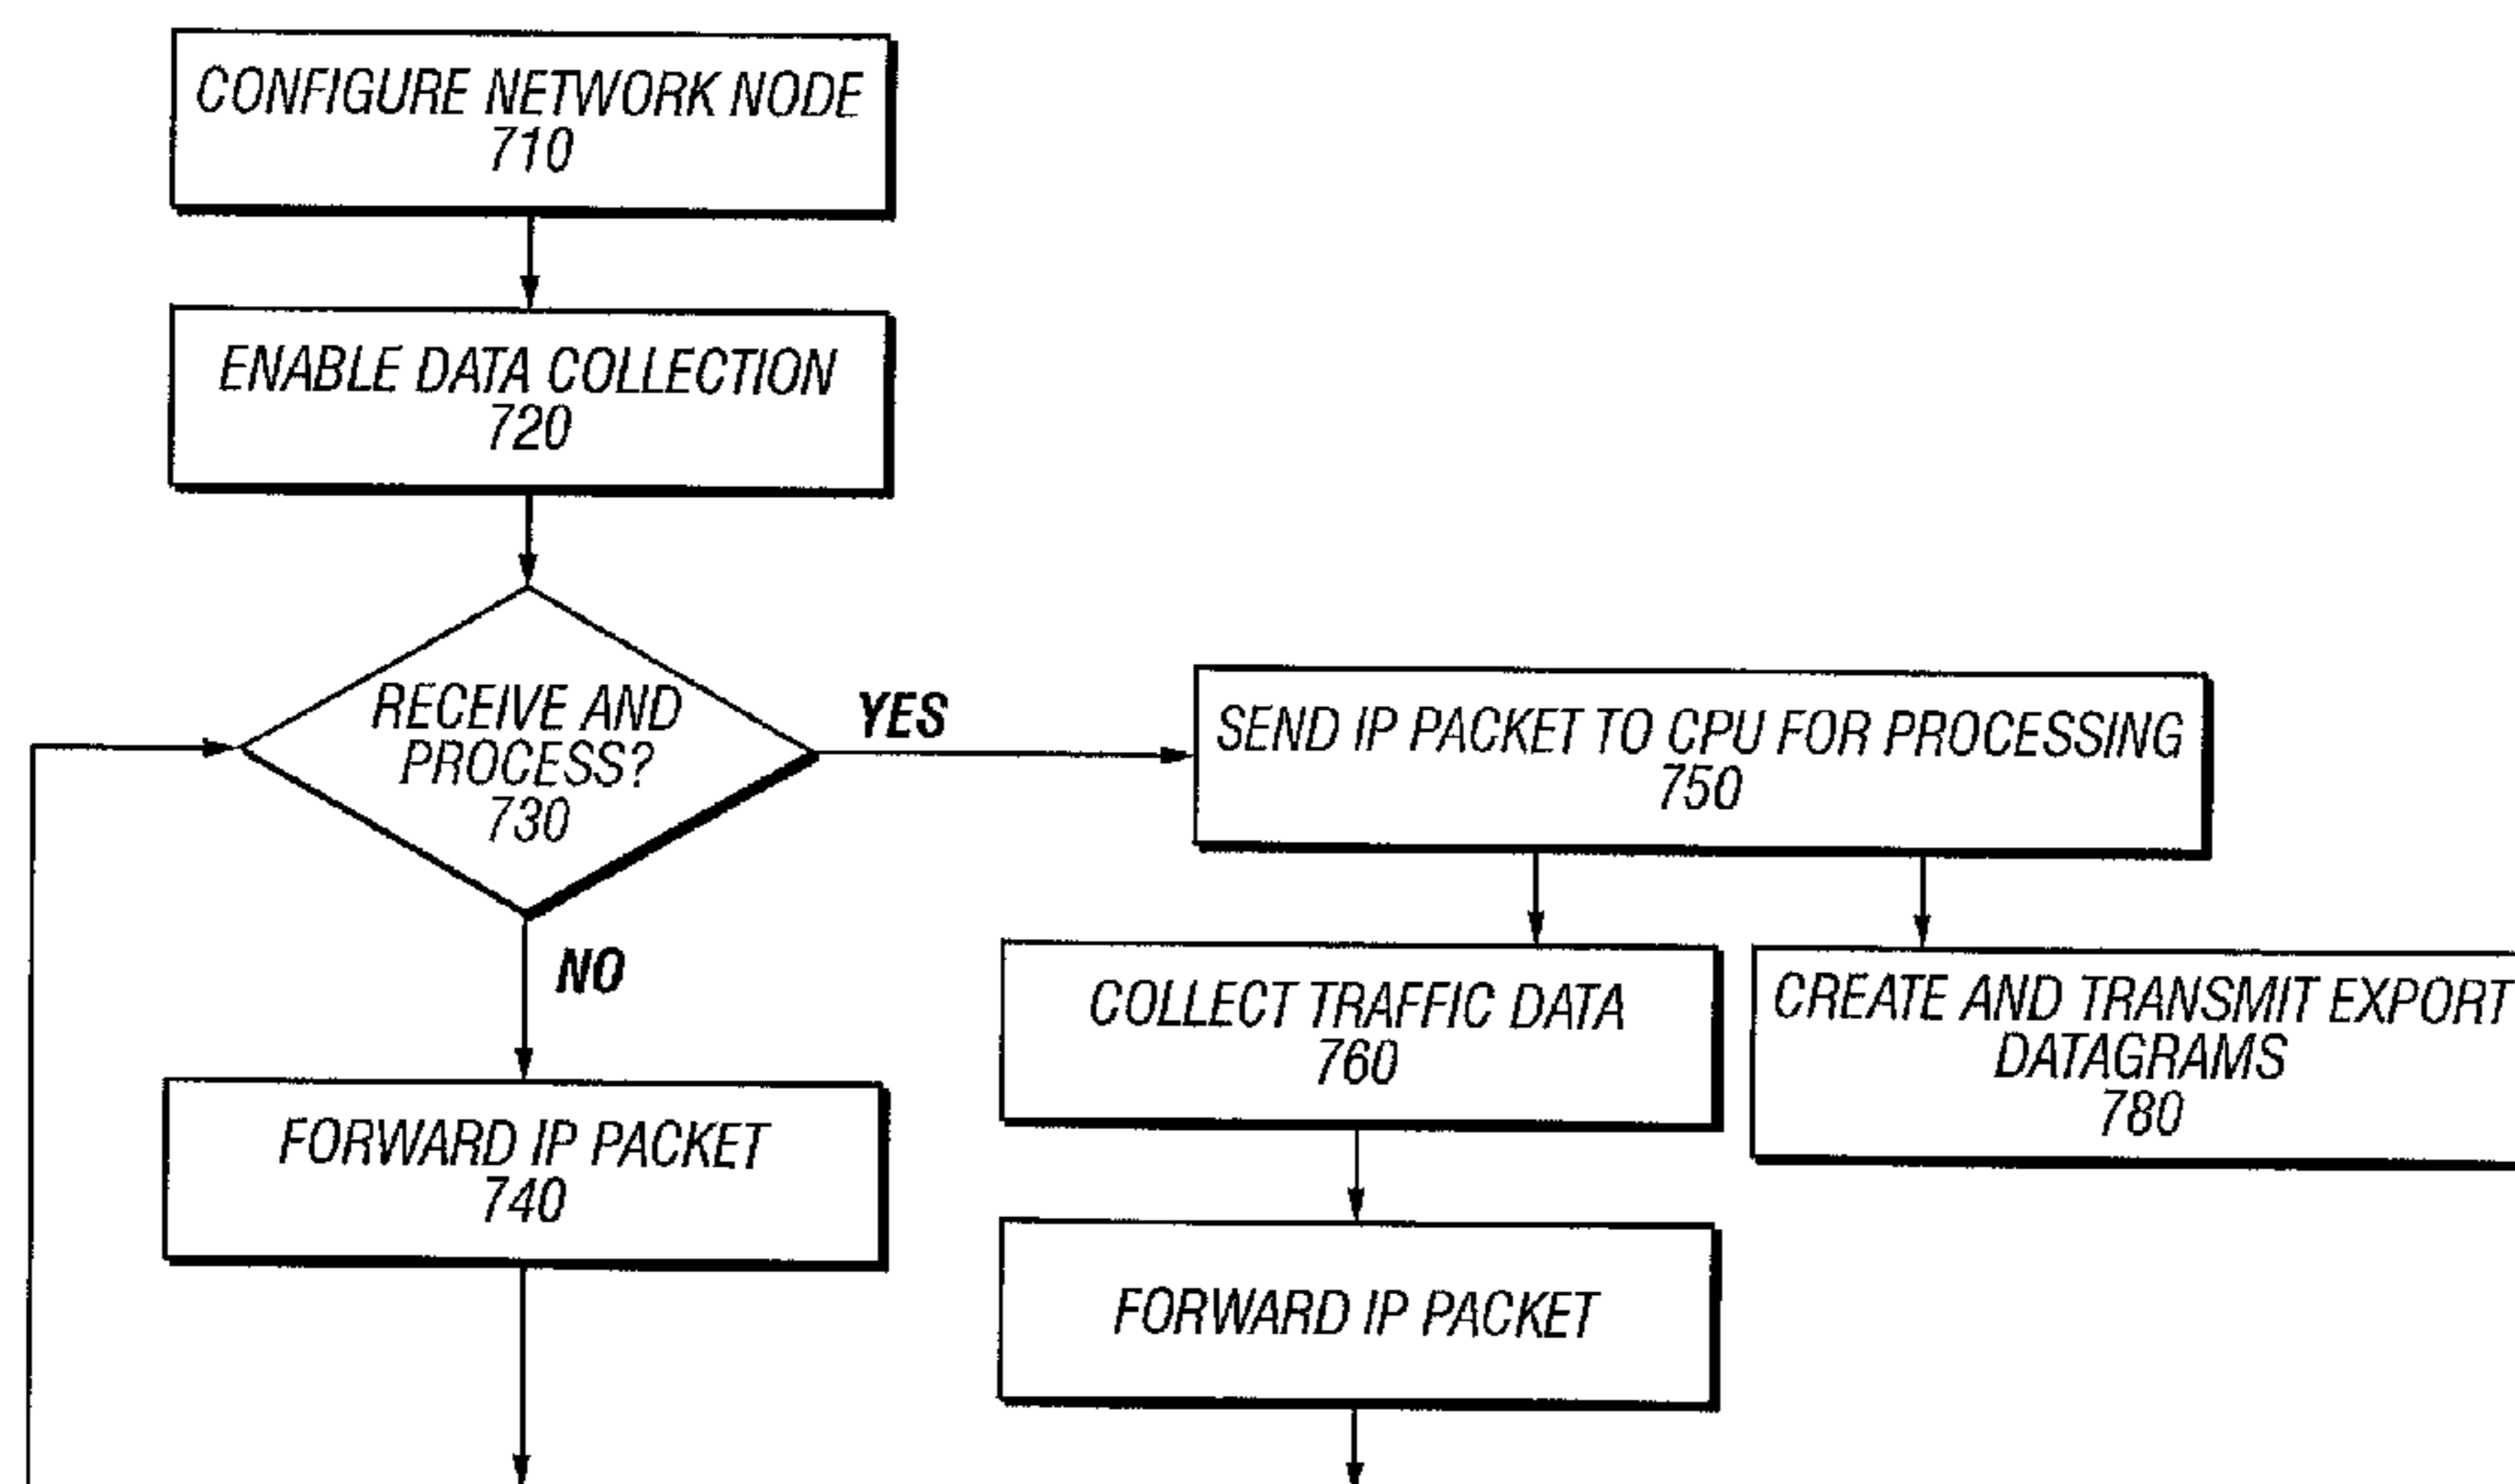 CONFIGURE NETWORK NODE
710
ENABLE DATA COLLECTION
720
RECEIVE AND
PROCESS?
730
YES
NO
SEND IP PACKET TO CPU FOR PROCESSING
750
COLLECT TRAFFIC DATA
760
CREATE AND TRANSMIT EXPORT
DATAGRAMS
780
FORWARD IP PACKET
740
FORWARD IP PACKET